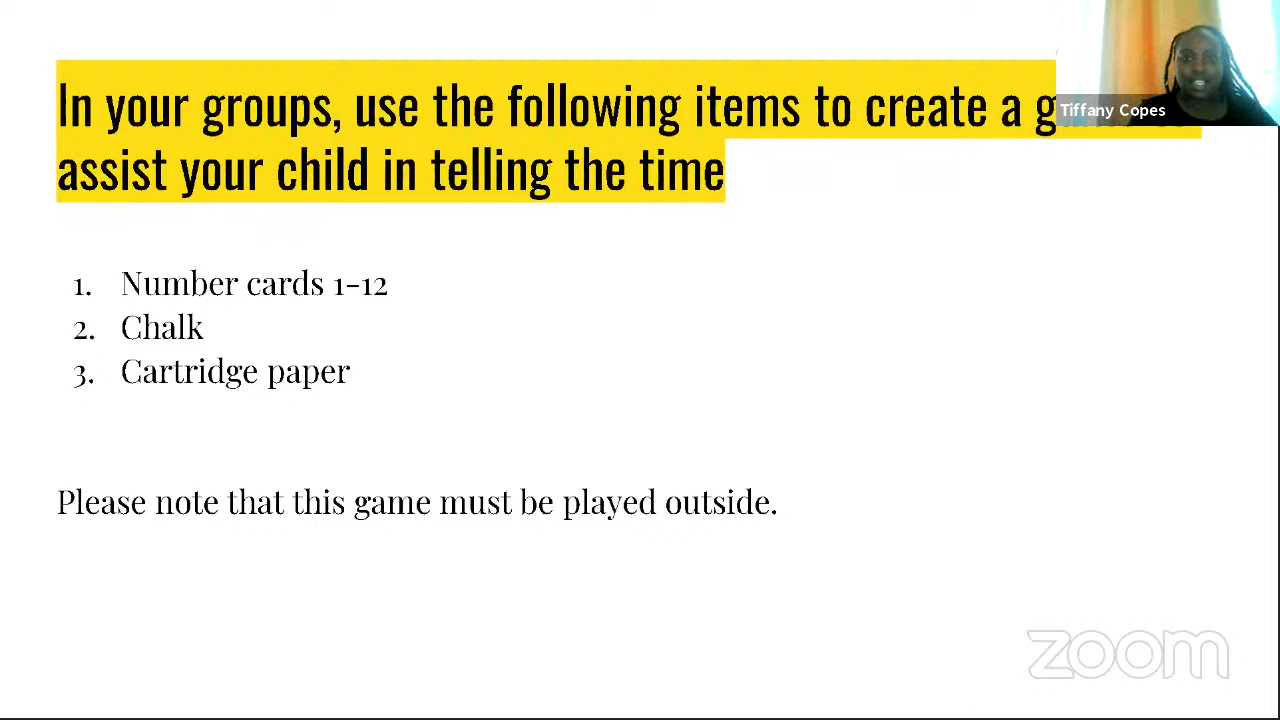 In your groups, use the following items to create a
assist your child in telling the time
Tiffany Copes
1. Number cards 1-12
2. Chalk
3. Cartridge paper
Please note that this game must be played outside.
zoom